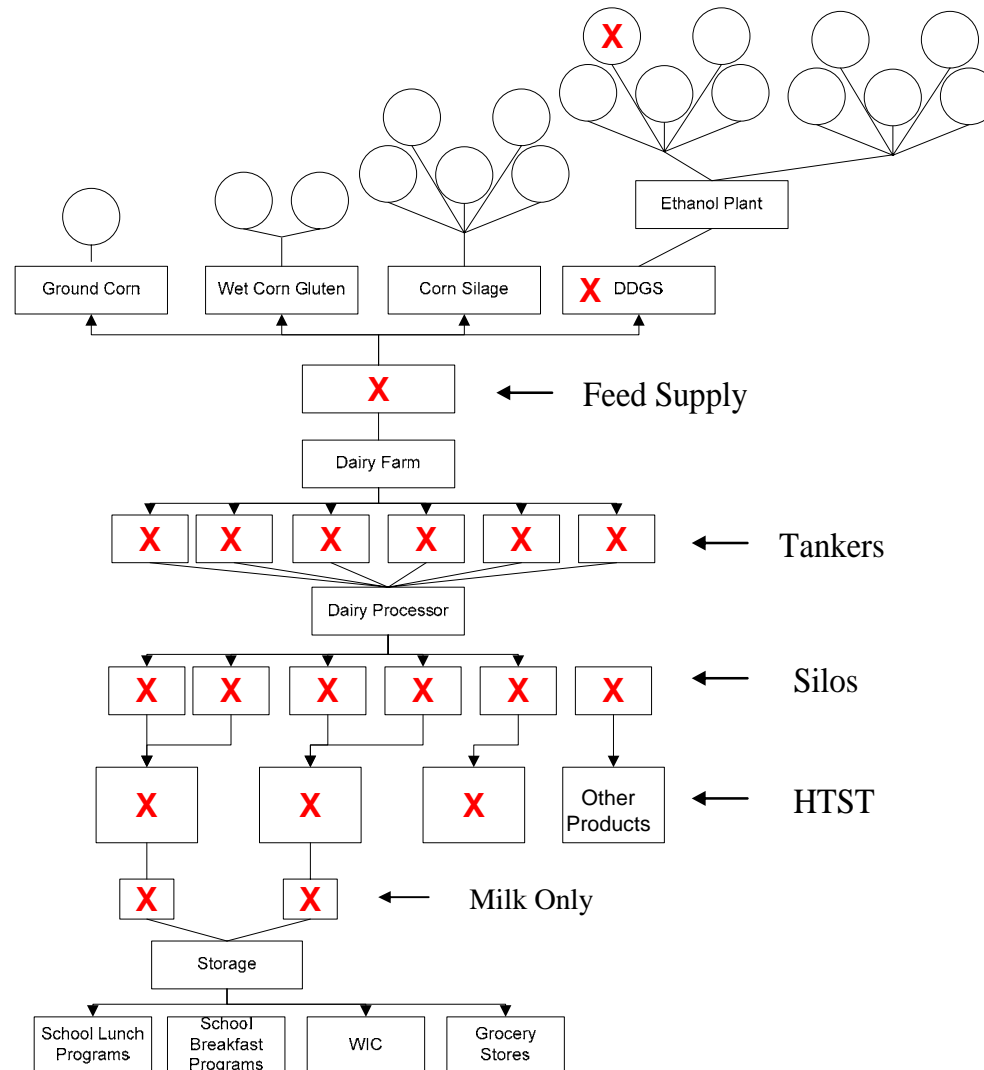 X
Ethanol Plant
Ground Corn
Wet Corn Gluten
Corn Silage
X DDGS
X
Feed Supply
Dairy Farm
X X X X X X
Tankers
Dairy Processor
X X X X X X
Silos
X X X
Other
Products
HTST
X X
Milk Only
Storage
School Lunch
Programs
School
Breakfast
Programs
WIC
Grocery
Stores